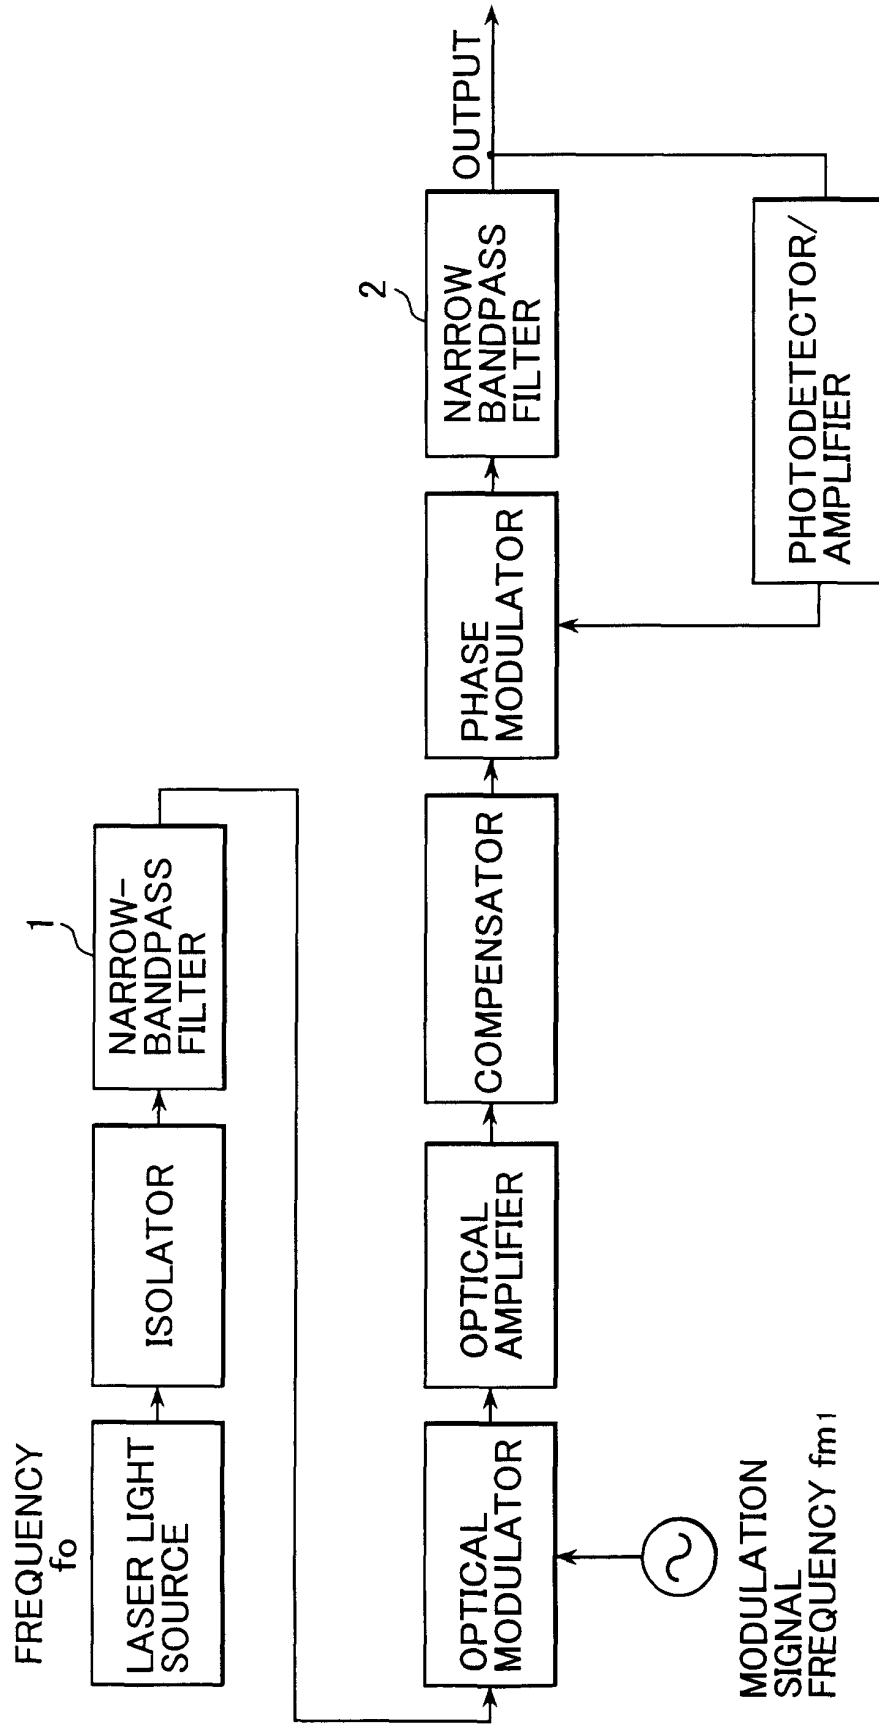 FREQUENCY
fo
LASER LIGHT
SOURCE
ISOLATOR
1
NARROW-
BANDPASS
FILTER
OPTICAL
MODULATOR
MODULATION
SIGNAL
FREQUENCY fm1
OPTICAL
AMPLIFIER
COMPENSATOR
PHASE
MODULATOR
2
NARROW
BANDPASS
FILTER
OUTPUT
PHOTODETECTOR/
AMPLIFIER